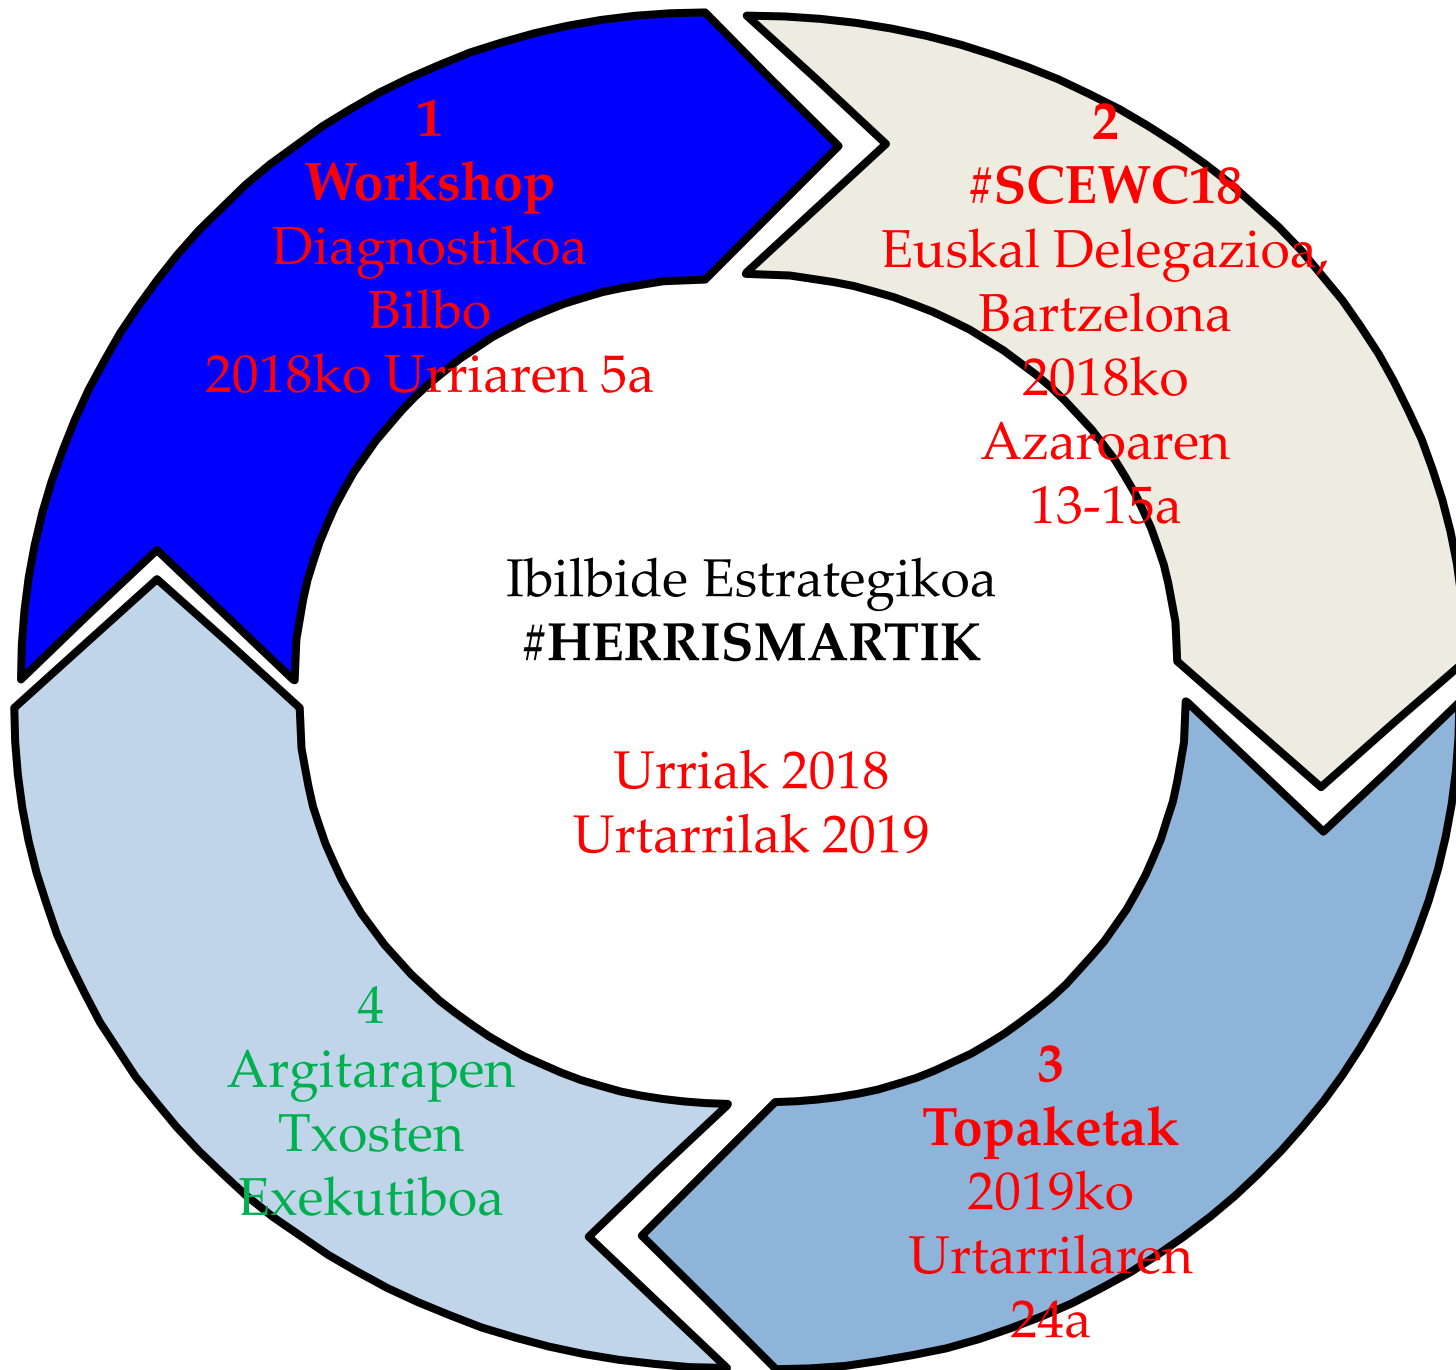 1
Workshop
Diagnostikoa
Bilbo
2018ko Urriaren 5a
2
#SCEWC18
Euskal Delegazioa,
Bartzelona
2018ko
Azaroaren
13-15a
Ibilbide Estrategikoa
#HERRISMARTIK
Urriak 2018
Urtarrilak 2019
3
Topaketak
2019ko
Urtarrilaren
24a
4
Argitarapen
Txosten
Exekutiboa